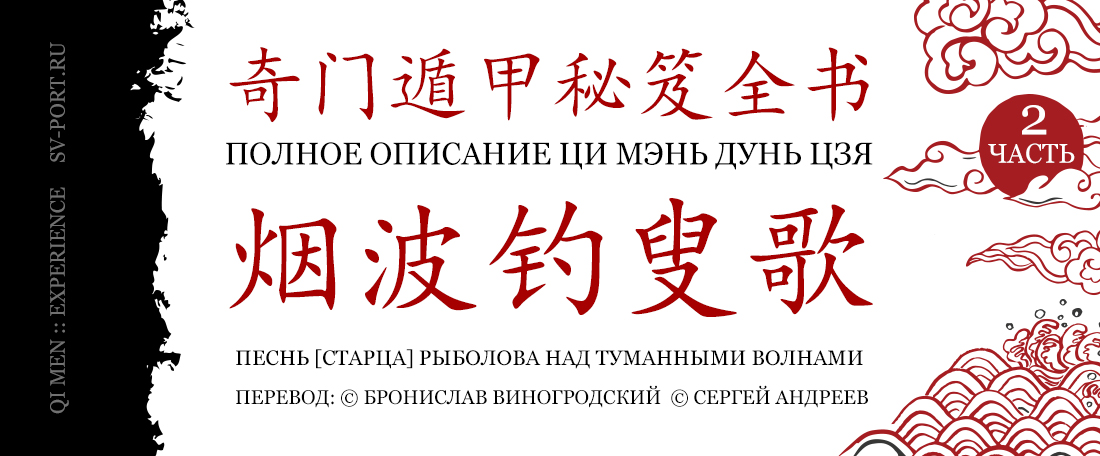 奇门遁甲秘笈全书
ПОЛНОЕ ОПИСАНИЕ ЦИ МЭНЬ ДУНЬ ЦЗЯ
烟波钓叟歌
ПЕСНЬ [СТАРЦА] РЫБОЛОВА НАД ТУМАННЫМИ ВОЛНАМИ
ПЕРЕВОД: © БРОНИСЛАВ ВИНОГРОДСКИЙ © СЕРГЕЙ АНДРЕЕВ
2
ЧАСТЬ
QI MEN :: EXPERIENCE SV-PORT.RU